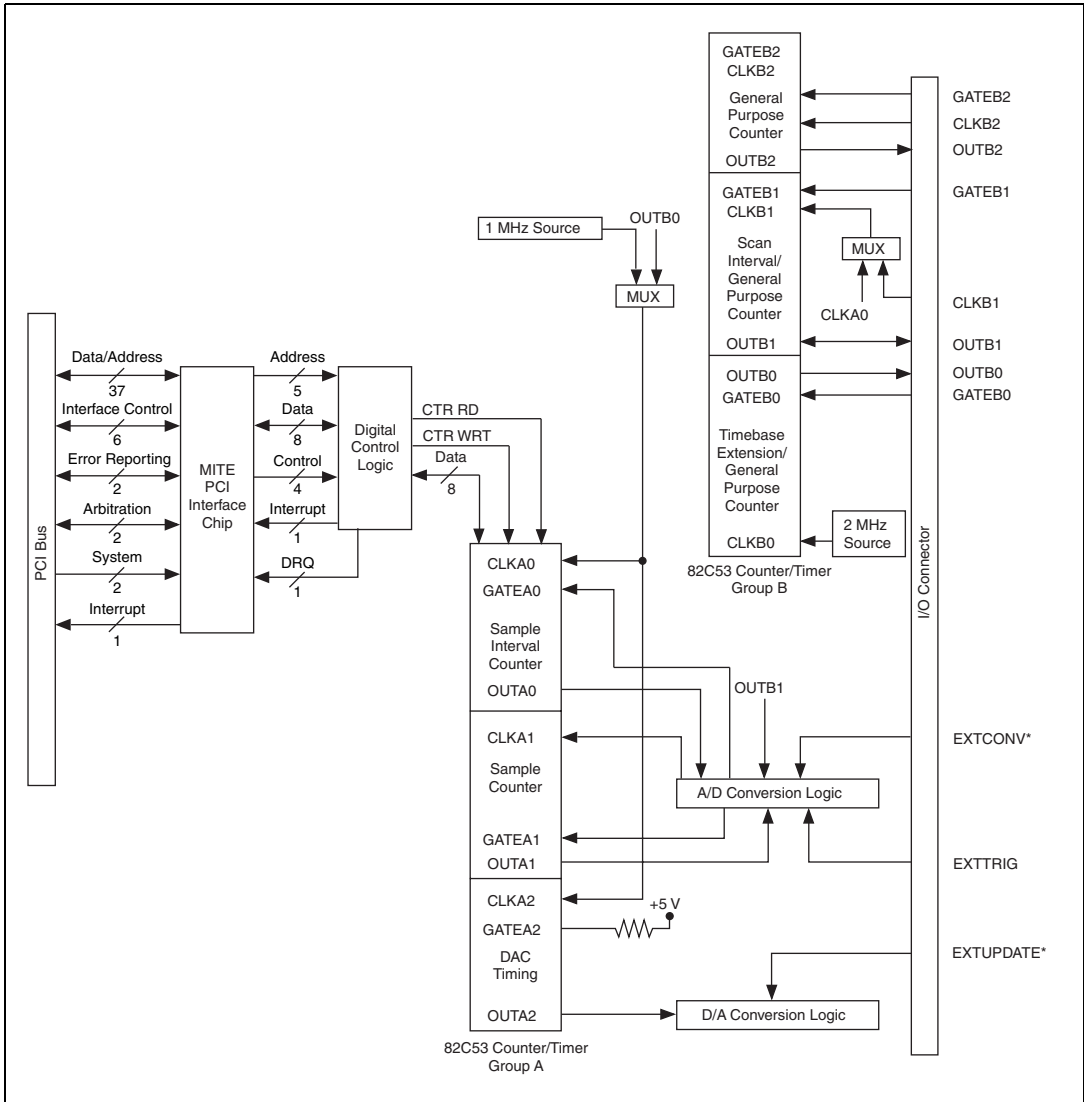 PCI Bus
Data/Address
37
Interface Control
6
Error Reporting
2
Arbitration
2
System
2
Interrupt
1
MITE
PCI
Interface
Chip
Address
5
Data
8
Control
4
Interrupt
1
DRQ
1
Digital
Control
Logic
CTR RD
CTR WRT
Data
8
1 MHz Source
OUTB0
MUX
CLKA0
GATEA0
Sample
Interval
Counter
OUTA0
CLKA1
Sample
Counter
GATEA1
OUTA1
CLKA2
GATEA2
DAC
Timing
OUTA2
82C53 Counter/Timer
Group A
+5 V
OUTB1
A/D Conversion Logic
D/A Conversion Logic
GATEB2
CLKB2
General
Purpose
Counter
OUTB2
GATEB1
CLKB1
Scan
Interval/
General
Purpose
Counter
OUTB1
OUTB0
GATEB0
Timebase
Extension/
General
Purpose
Counter
CLKB0
82C53 Counter/Timer
Group B
MUX
CLKA0
2 MHz
Source
I/O Connector
GATEB2
CLKB2
OUTB2
GATEB1
CLKB1
OUTB1
OUTB0
GATEB0
EXTCONV*
EXTTRIG
EXTUPDATE*